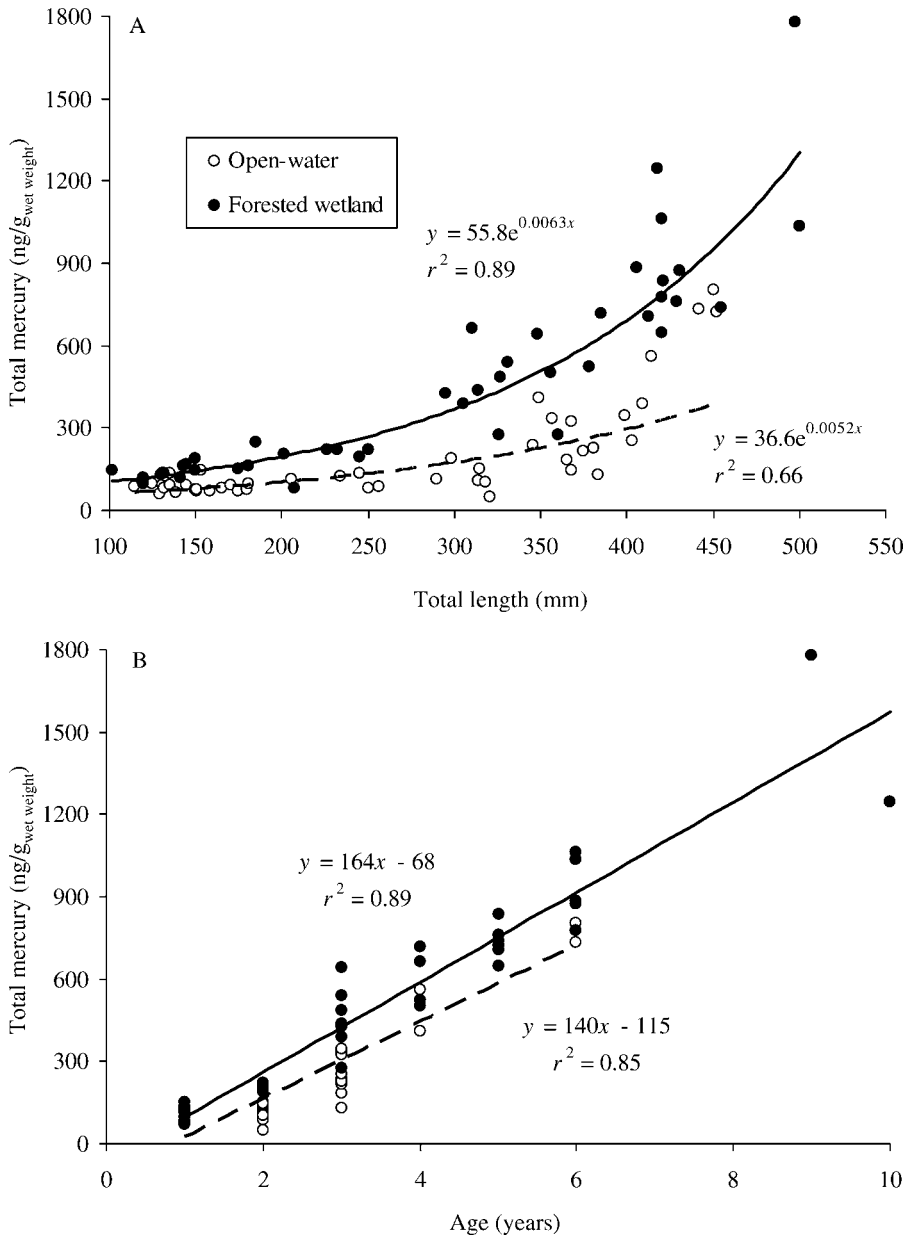 A
1800
1500
1200
900
600
300
0
Total mercury (ng/g wet weight)
Open-water
Forested wetland
y = 55.8e^0.0063x
r^2 = 0.89
y = 36.6e^0.0052x
r^2 = 0.66
100 150 200 250 300 350 400 450 500 550
Total length (mm)
B
1800
1500
1200
900
600
300
0
Total mercury (ng/g wet weight)
y = 164x - 68
r^2 = 0.89
y = 140x - 115
r^2 = 0.85
0 2 4 6 8 10
Age (years)